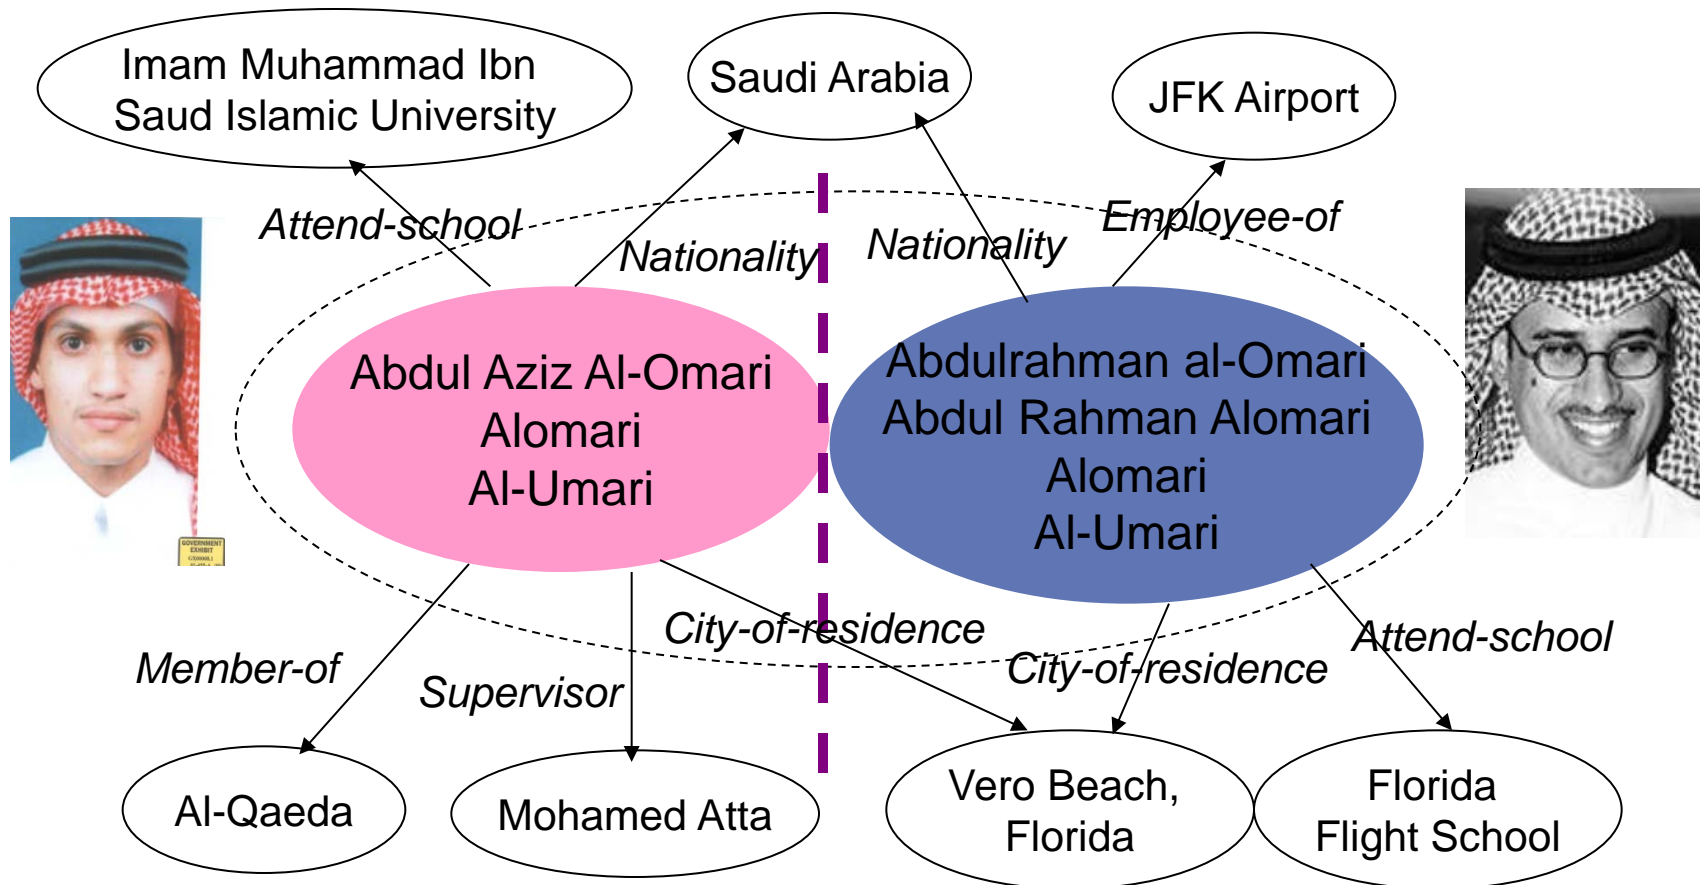 Imam Muhammad Ibn
Saud Islamic University
Saudi Arabia
JFK Airport
Attend-school
Nationality
Nationality
Employee-of
Abdul Aziz Al-Omari
Alomari
Al-Umari
Abdulrahman al-Omari
Abdul Rahman Alomari
Alomari
Al-Umari
GOVERNMENT
EXHIBIT
Member-of
Supervisor
City-of-residence
City-of-residence
Attend-school
Al-Qaeda
Mohamed Atta
Vero Beach,
Florida
Florida
Flight School